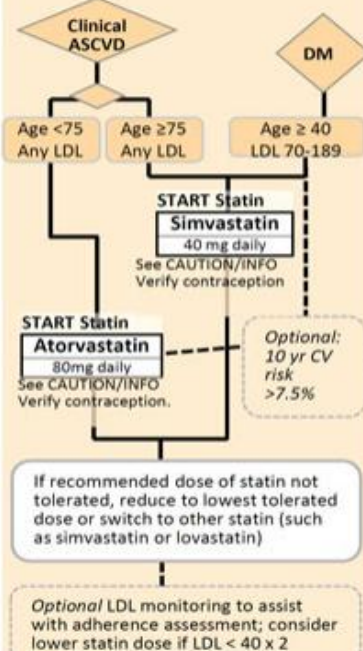 Clinical
ASCVD
DM
Age <75
Any LDL
Age ≥75
Any LDL
Age ≥ 40
LDL 70-189
START Statin
Simvastatin
40 mg daily
See CAUTION/INFO
Verify contraception
START Statin
Atorvastatin
80mg daily
See CAUTION/INFO
Verify contraception.
Optional:
10 yr CV
risk
>7.5%
If recommended dose of statin not
tolerated, reduce to lowest tolerated
dose or switch to other statin (such
as simvastatin or lovastatin)
Optional LDL monitoring to assist
with adherence assessment; consider
lower statin dose if LDL < 40 x 2